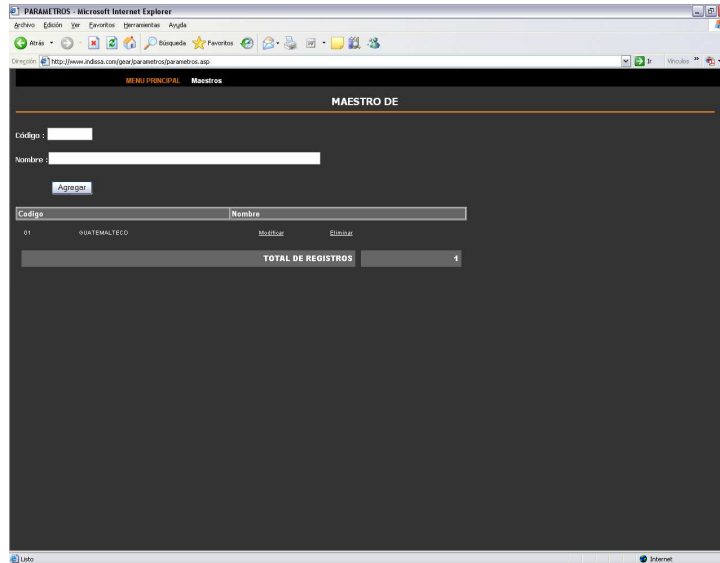 PARAMETROS - Microsoft Internet Explorer
Archivo Edición Ver Favoritos Herramientas Ayuda
Atrás Búsqueda Favoritos
Dirección http://www.indissa.com/gear/parametros/parametros.asp Ir Vínculos »
MENU PRINCIPAL Maestros
MAESTRO DE
Código :
Nombre :
Agregar
Codigo Nombre
01 GUATEMALTECO Modificar Eliminar
TOTAL DE REGISTROS 1
Listo Internet